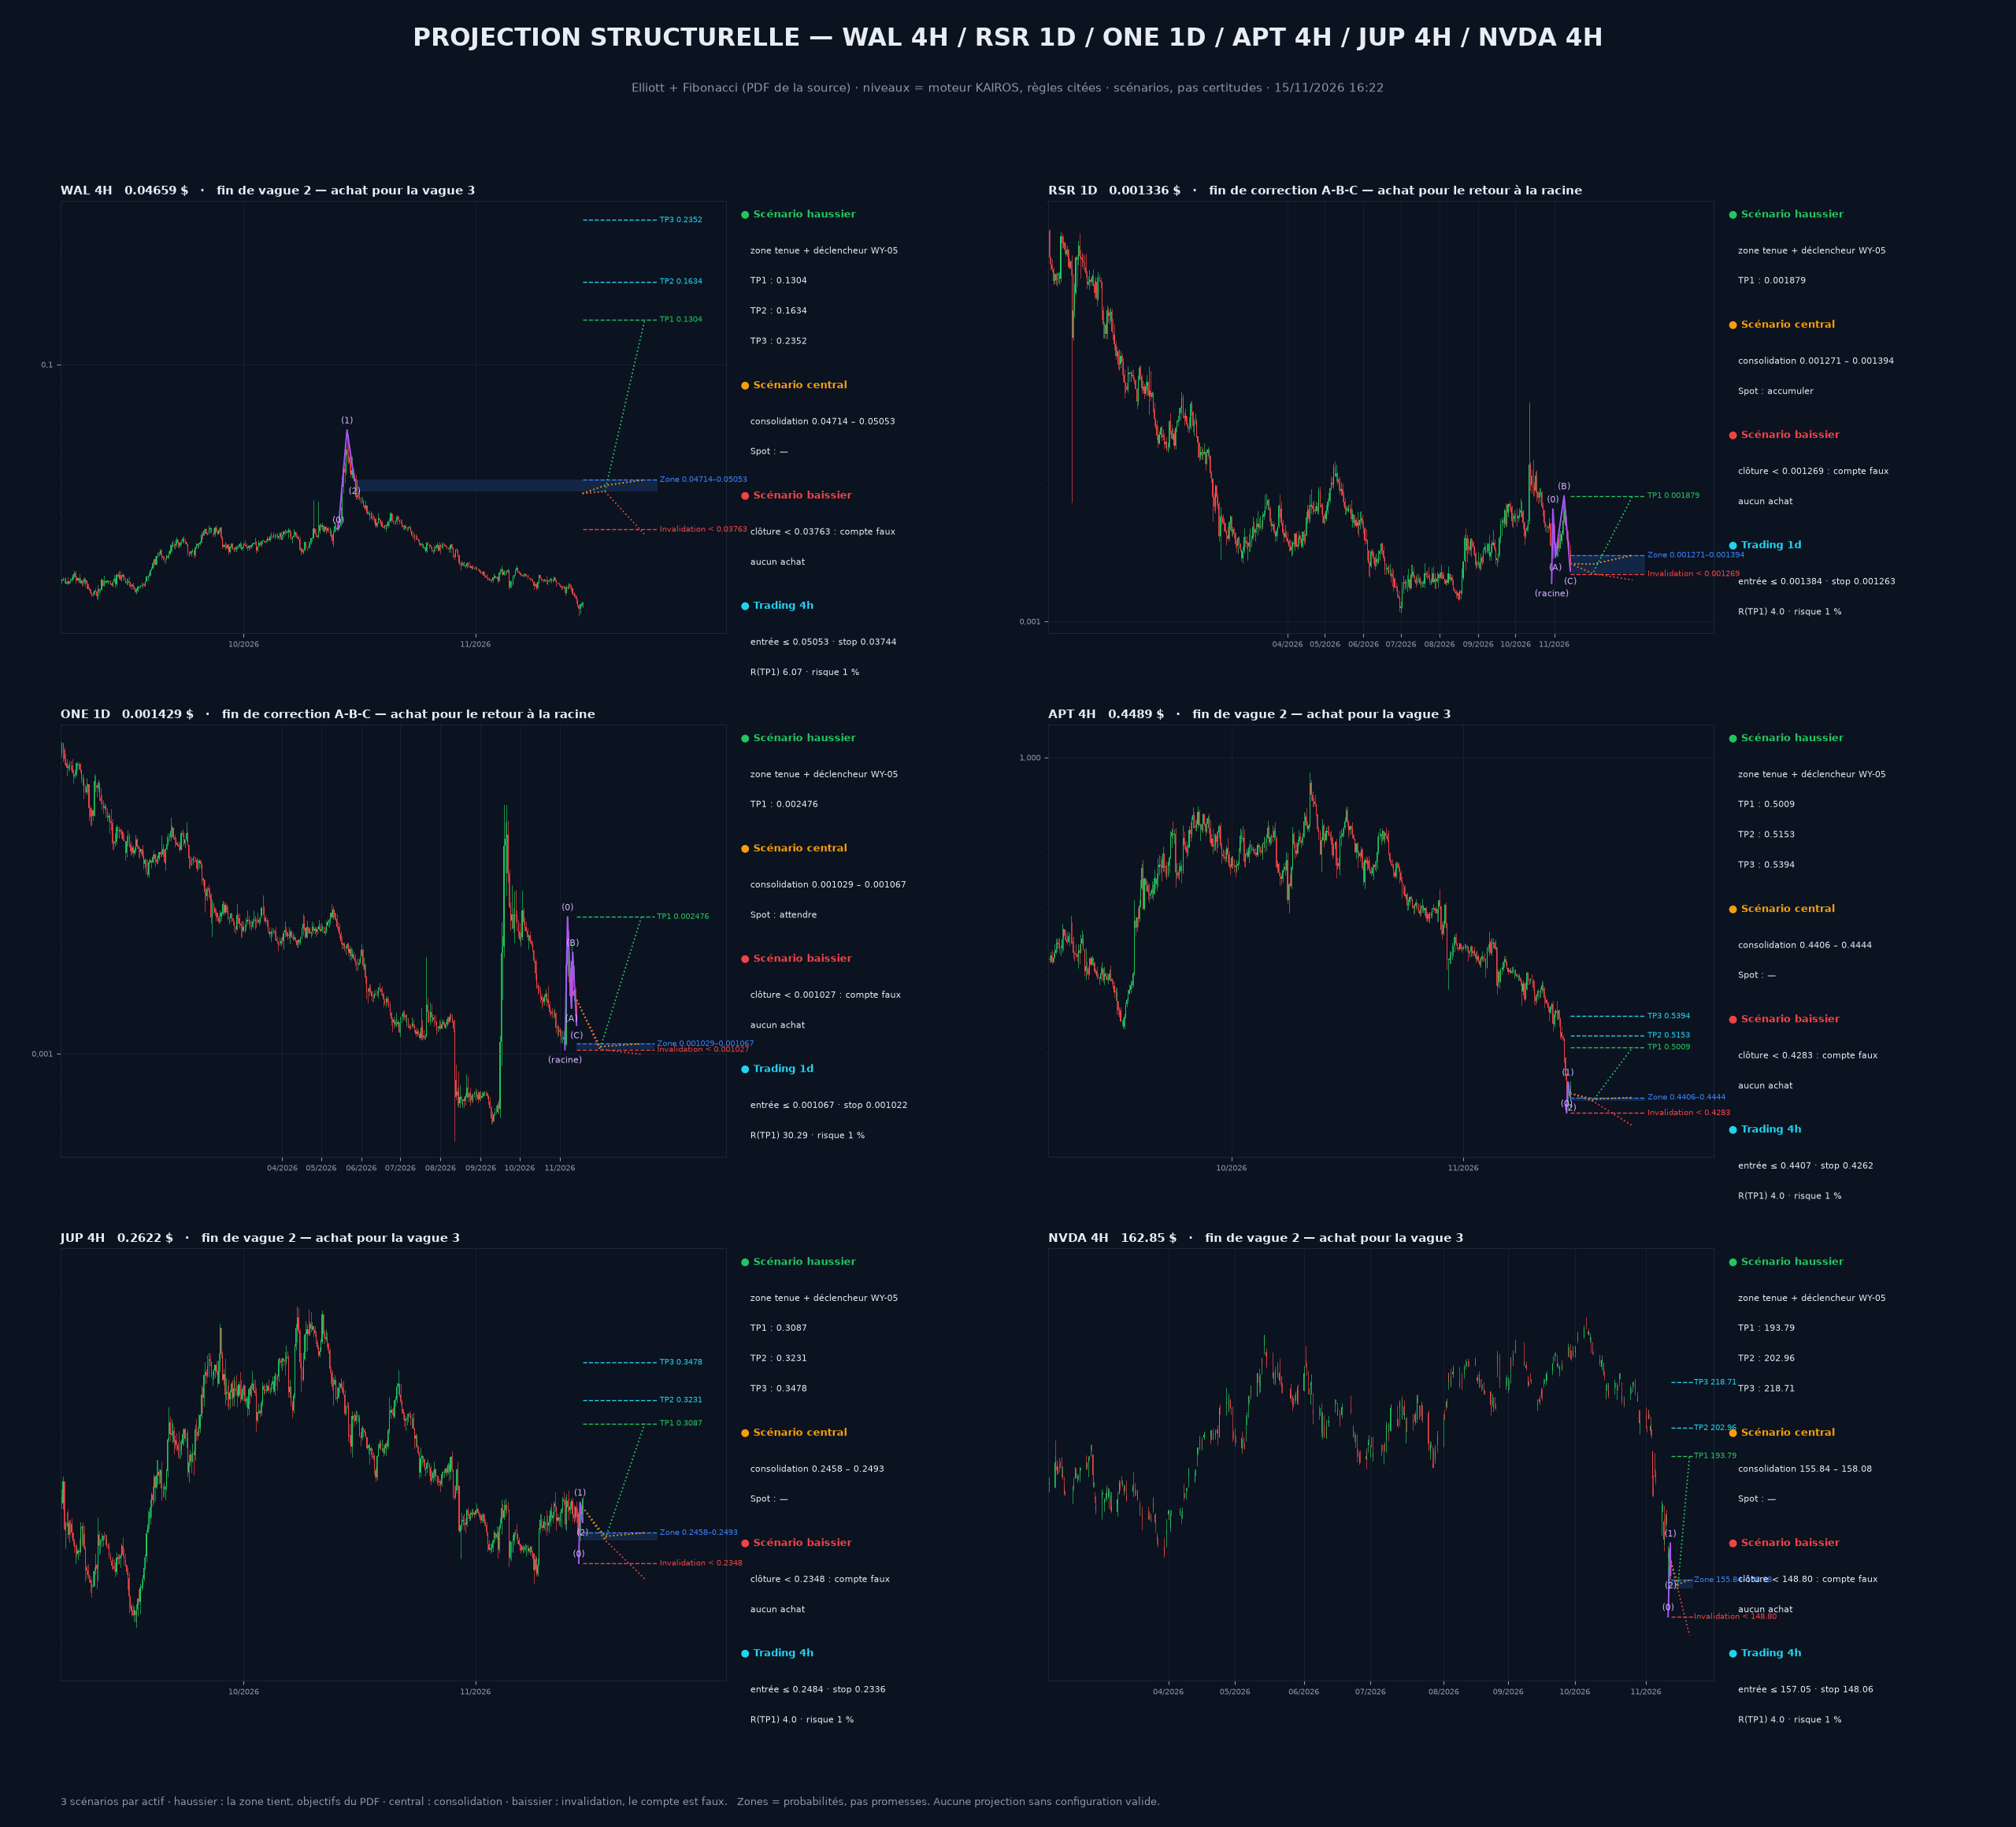 PROJECTION STRUCTURELLE — WAL 4H / RSR 1D / ONE 1D / APT 4H / JUP 4H / NVDA 4H
Elliott + Fibonacci (PDF de la source) · niveaux = moteur KAIROS, règles citées · scénarios, pas certitudes · 15/11/2026 16:22
WAL 4H 0.04659 $ · fin de vague 2 — achat pour la vague 3
TP3 0.2352
TP2 0.1634
TP1 0.1304
0,1
(1)
(2)
(0)
Zone 0.04714–0.05053
Invalidation < 0.03763
10/2026
11/2026
Scénario haussier
zone tenue + déclencheur WY-05
TP1 : 0.1304
TP2 : 0.1634
TP3 : 0.2352
Scénario central
consolidation 0.04714 – 0.05053
Spot : —
Scénario baissier
clôture < 0.03763 : compte faux
aucun achat
Trading 4h
entrée ≤ 0.05053 · stop 0.03744
R(TP1) 6.07 · risque 1 %
RSR 1D 0.001336 $ · fin de correction A-B-C — achat pour le retour à la racine
(B)
(0)
TP1 0.001879
Zone 0.001271–0.001394
(A)
Invalidation < 0.001269
(C)
(racine)
0,001
04/2026 05/2026 06/2026 07/2026 08/2026 09/2026 10/2026 11/2026
Scénario haussier
zone tenue + déclencheur WY-05
TP1 : 0.001879
Scénario central
consolidation 0.001271 – 0.001394
Spot : accumuler
Scénario baissier
clôture < 0.001269 : compte faux
aucun achat
Trading 1d
entrée ≤ 0.001384 · stop 0.001263
R(TP1) 4.0 · risque 1 %
ONE 1D 0.001429 $ · fin de correction A-B-C — achat pour le retour à la racine
(0)
TP1 0.002476
(B)
(A)
(C)
Zone 0.001029–0.001067
Invalidation < 0.001027
(racine)
0,001
04/2026 05/2026 06/2026 07/2026 08/2026 09/2026 10/2026 11/2026
Scénario haussier
zone tenue + déclencheur WY-05
TP1 : 0.002476
Scénario central
consolidation 0.001029 – 0.001067
Spot : attendre
Scénario baissier
clôture < 0.001027 : compte faux
aucun achat
Trading 1d
entrée ≤ 0.001067 · stop 0.001022
R(TP1) 30.29 · risque 1 %
APT 4H 0.4489 $ · fin de vague 2 — achat pour la vague 3
1,000
TP3 0.5394
TP2 0.5153
TP1 0.5009
(1)
Zone 0.4406–0.4444
(0)
(2)
Invalidation < 0.4283
10/2026
11/2026
Scénario haussier
zone tenue + déclencheur WY-05
TP1 : 0.5009
TP2 : 0.5153
TP3 : 0.5394
Scénario central
consolidation 0.4406 – 0.4444
Spot : —
Scénario baissier
clôture < 0.4283 : compte faux
aucun achat
Trading 4h
entrée ≤ 0.4407 · stop 0.4262
R(TP1) 4.0 · risque 1 %
JUP 4H 0.2622 $ · fin de vague 2 — achat pour la vague 3
TP3 0.3478
TP2 0.3231
TP1 0.3087
(1)
(2)
Zone 0.2458–0.2493
(0)
Invalidation < 0.2348
10/2026
11/2026
Scénario haussier
zone tenue + déclencheur WY-05
TP1 : 0.3087
TP2 : 0.3231
TP3 : 0.3478
Scénario central
consolidation 0.2458 – 0.2493
Spot : —
Scénario baissier
clôture < 0.2348 : compte faux
aucun achat
Trading 4h
entrée ≤ 0.2484 · stop 0.2336
R(TP1) 4.0 · risque 1 %
NVDA 4H 162.85 $ · fin de vague 2 — achat pour la vague 3
TP3 218.71
TP2 202.96
TP1 193.79
(1)
(2)
Zone
(0)
Invalidation < 148.80
04/2026 05/2026 06/2026 07/2026 08/2026 09/2026 10/2026 11/2026
Scénario haussier
zone tenue + déclencheur WY-05
TP1 : 193.79
TP2 : 202.96
TP3 : 218.71
Scénario central
consolidation 155.84 – 158.08
Spot : —
Scénario baissier
clôture < 148.80 : compte faux
aucun achat
Trading 4h
entrée ≤ 157.05 · stop 148.06
R(TP1) 4.0 · risque 1 %
3 scénarios par actif · haussier : la zone tient, objectifs du PDF · central : consolidation · baissier : invalidation, le compte est faux. Zones = probabilités, pas promesses. Aucune projection sans configuration valide.